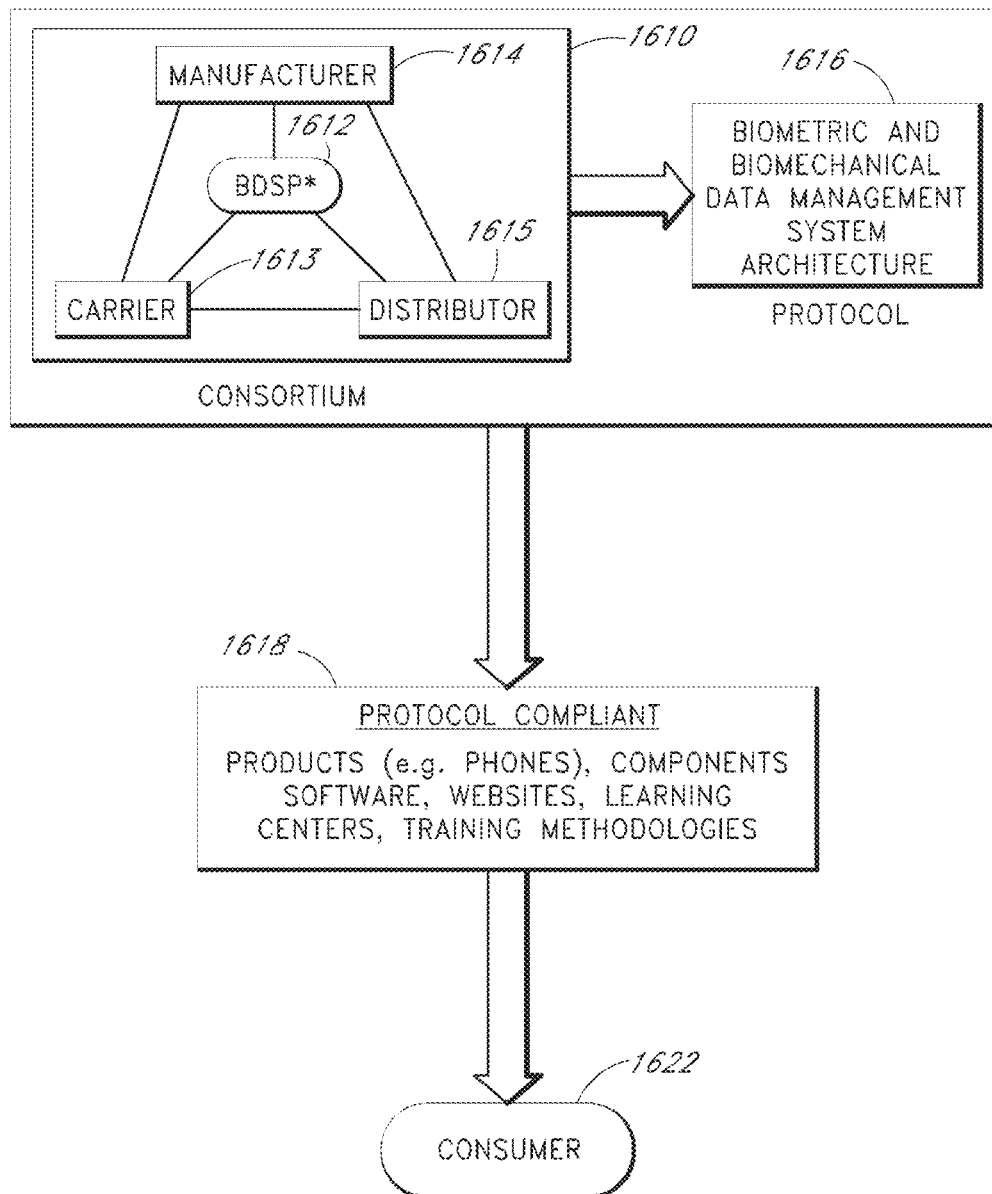 1610
1614
MANUFACTURER
1616
1612
BIOMETRIC AND
BIOMECHANICAL
DATA MANAGEMENT
SYSTEM
ARCHITECTURE
BDSP*
1613
1615
CARRIER
DISTRIBUTOR
PROTOCOL
CONSORTIUM
1618
PROTOCOL COMPLIANT
PRODUCTS (e.g. PHONES), COMPONENTS
SOFTWARE, WEBSITES, LEARNING
CENTERS, TRAINING METHODOLOGIES
1622
CONSUMER